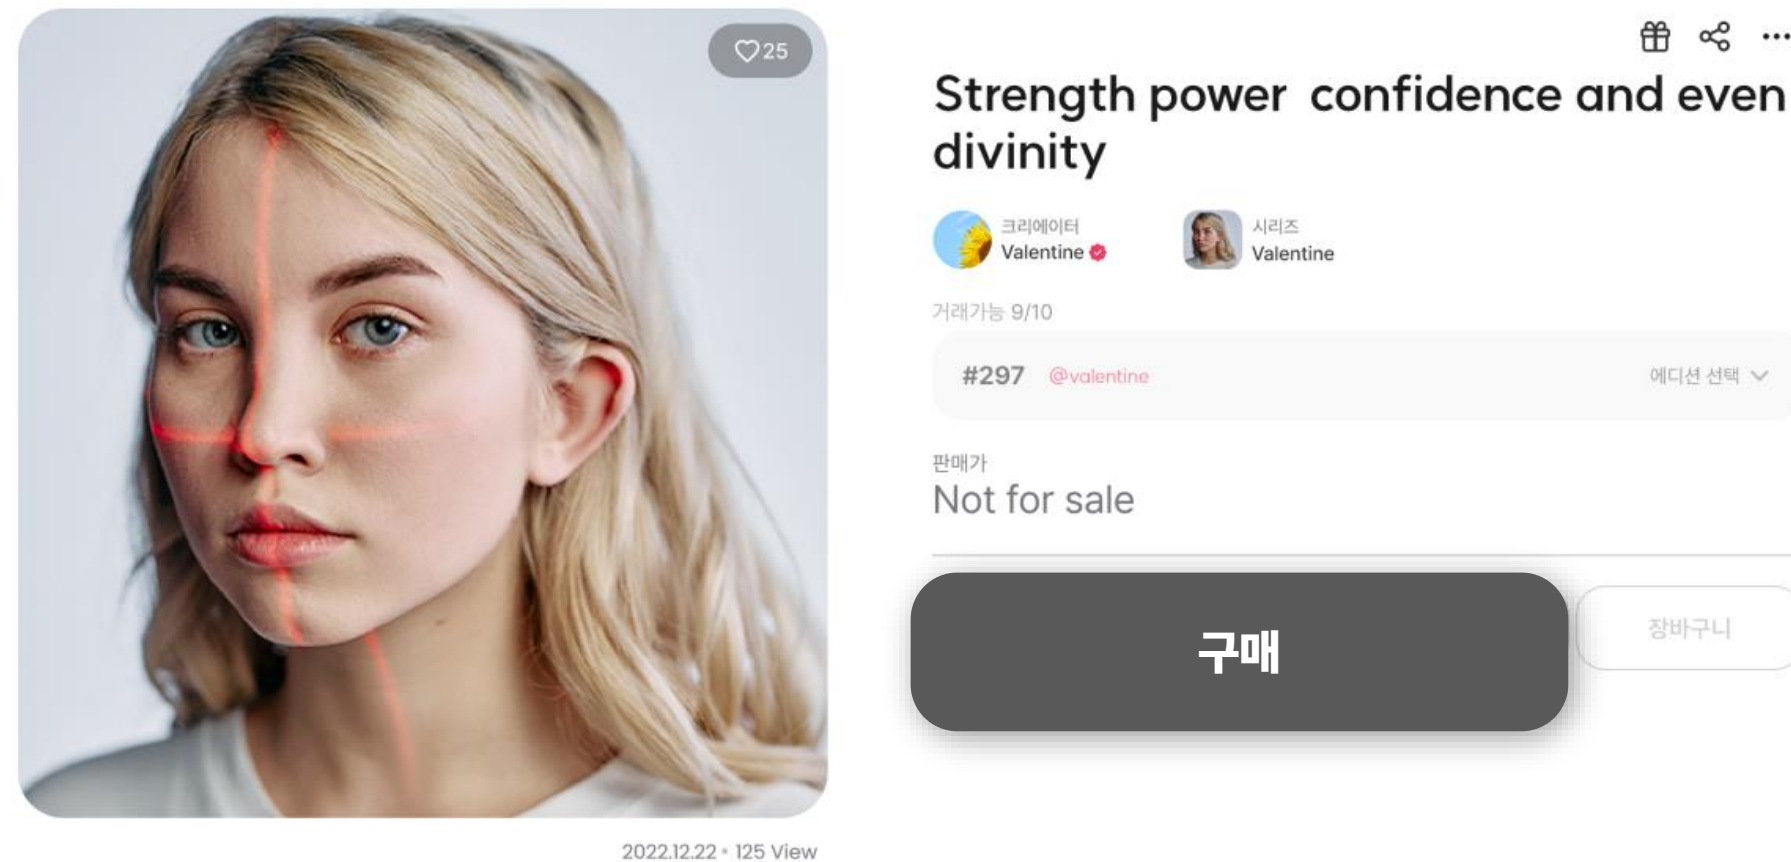 25
Strength power confidence and even
divinity
크리에이터
Valentine
시리즈
Valentine
거래가능 9/10
#297 @valentine 에디션 선택
판매가
Not for sale
구매
장바구니
2022.12.22 • 125 View